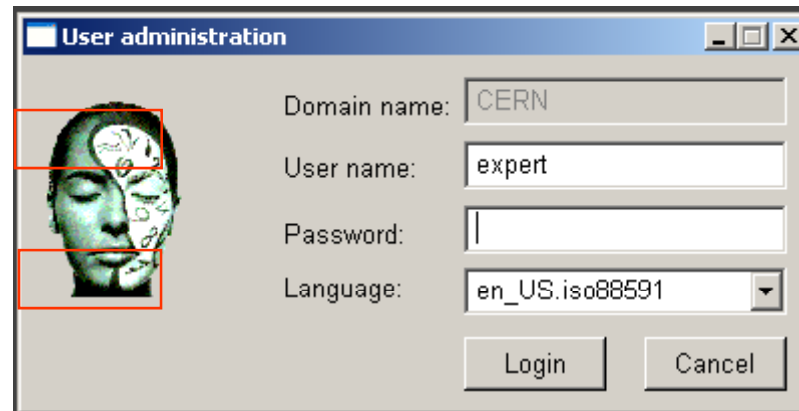 User administration
Domain name: CERN
User name: expert
Password:
Language: en_US.iso88591
Login Cancel